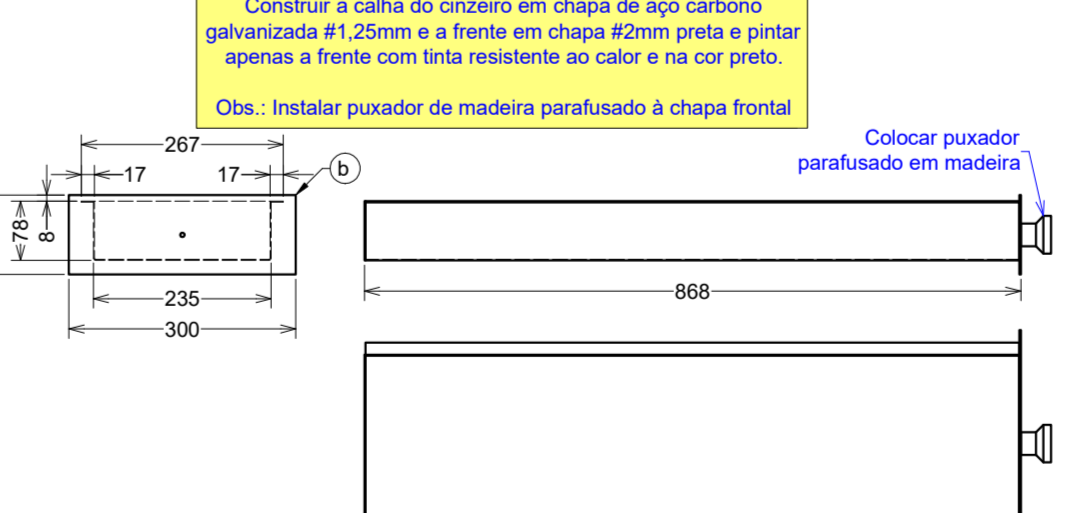 Construir a calha do cinzeiro em chapa de aço carbono
galvanizada #1,25mm e a frente em chapa #2mm preta e pintar
apenas a frente com tinta resistente ao calor e na cor preto.
Obs.: Instalar puxador de madeira parafusado à chapa frontal
Colocar puxador
parafusado em madeira
267
17
17
b
78
8
235
300
868